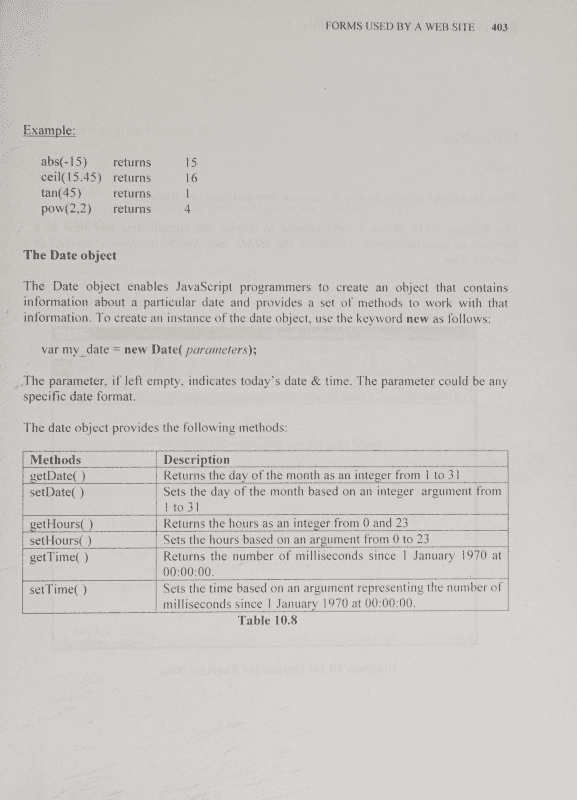 FORMS USED BY A WEB SITE 403
Example:
abs(-15) returns 15
ceil(15.45) returns 16
tan(45) returns 1
pow(2,2) returns 4
The Date object
The Date object enables JavaScript programmers to create an object that contains
information about a particular date and provides a set of methods to work with that
information. To create an instance of the date object, use the keyword new as follows:
var my_date = new Date( parameters);
The parameter, if left empty, indicates today's date & time. The parameter could be any
specific date format.
The date object provides the following methods:
Methods Description
getDate( ) Returns the day of the month as an integer from 1 to 31
setDate( ) Sets the day of the month based on an integer argument from
1 to 31
getHours( ) Returns the hours as an integer from 0 and 23
setHours( ) Sets the hours based on an argument from 0 to 23
getTime( ) Returns the number of milliseconds since 1 January 1970 at
00:00:00.
setTime( ) Sets the time based on an argument representing the number of
milliseconds since 1 January 1970 at 00:00:00.
Table 10.8